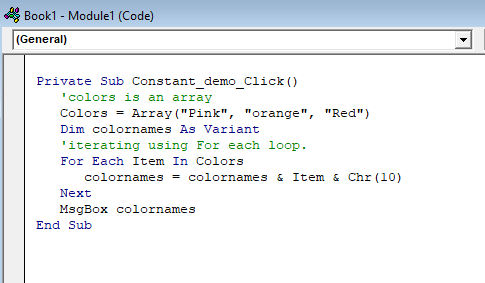 Book1 - Module1 (Code)
(General)
Private Sub Constant_demo_Click()
'colors is an array
Colors = Array("Pink", "orange", "Red")
Dim colornames As Variant
'iterating using For each loop.
For Each Item In Colors
colornames = colornames & Item & Chr(10)
Next
MsgBox colornames
End Sub